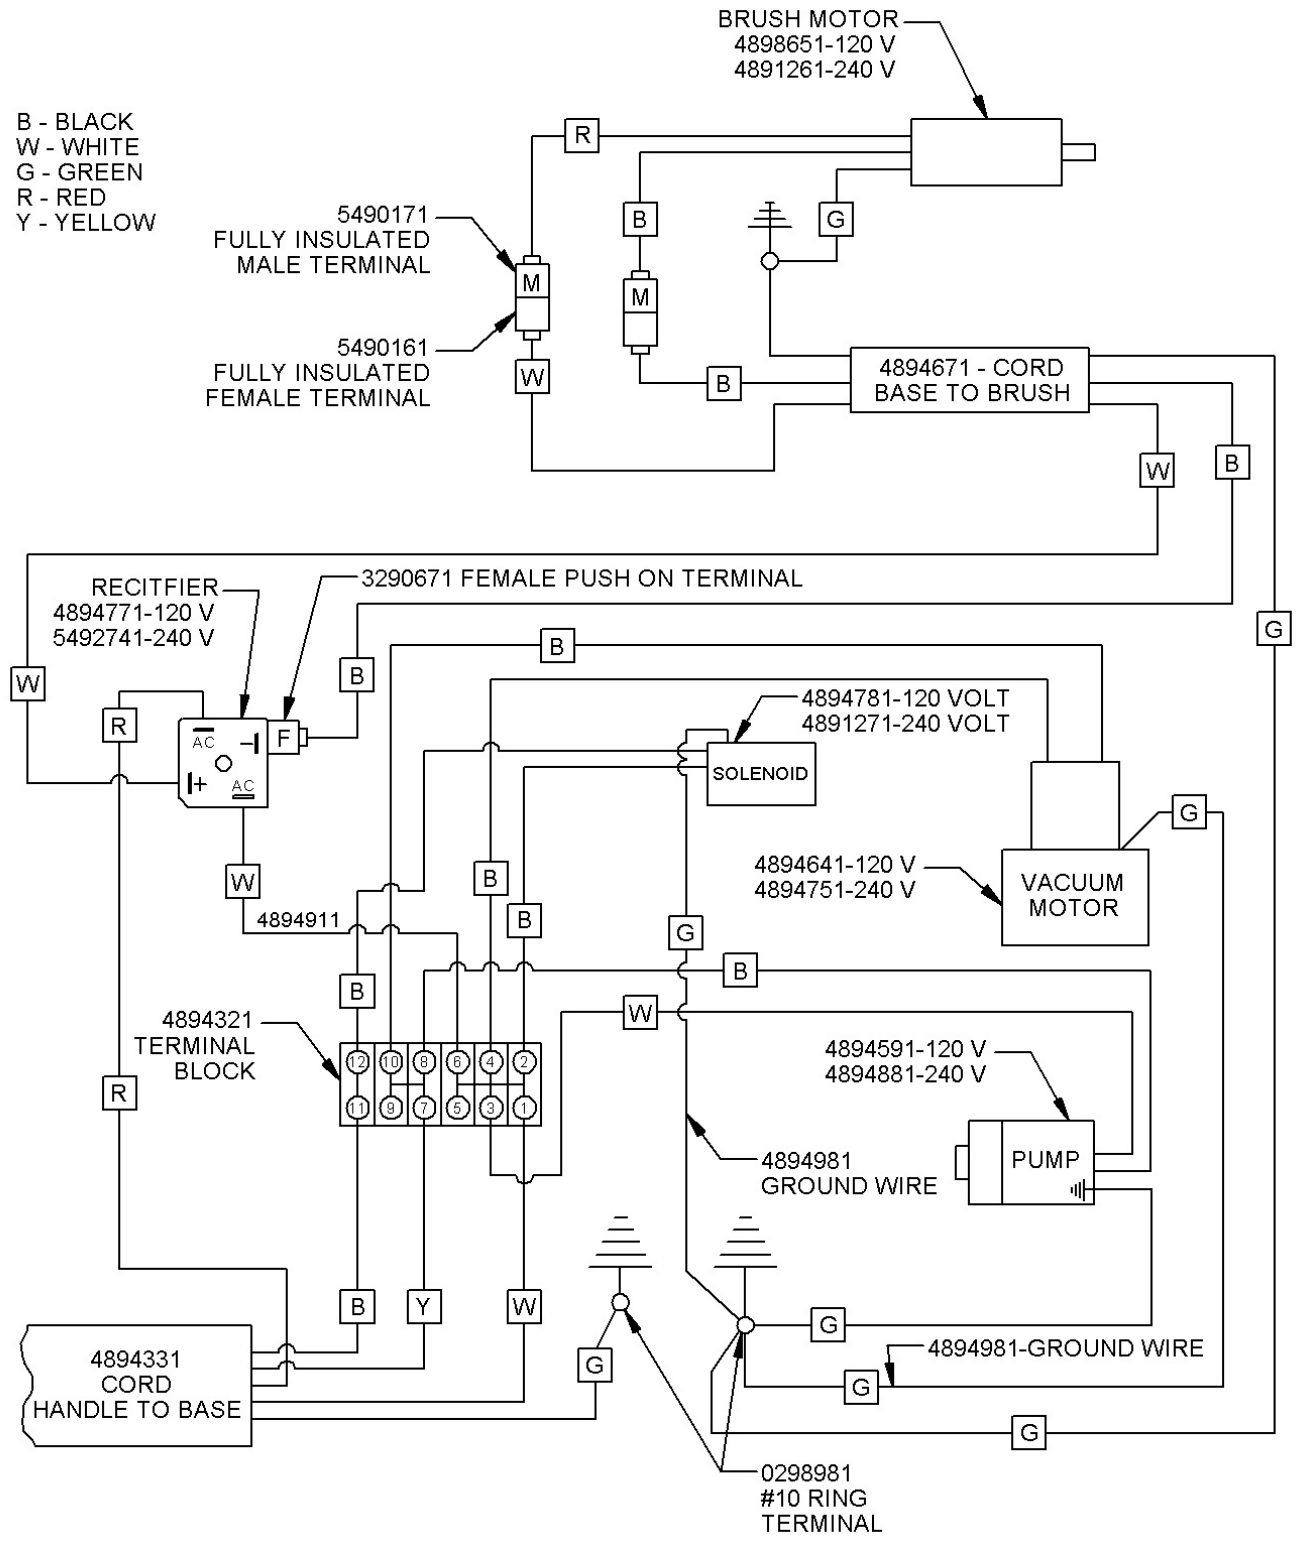 BRUSH MOTOR
4898651-120 V
4891261-240 V
B - BLACK
W - WHITE
G - GREEN
R - RED
Y - YELLOW
R
5490171
FULLY INSULATED
MALE TERMINAL
B
G
M
M
5490161
FULLY INSULATED
FEMALE TERMINAL
W
B
4894671 - CORD
BASE TO BRUSH
W
B
RECITFIER
4894771-120 V
5492741-240 V
3290671 FEMALE PUSH ON TERMINAL
G
B
W
B
R
4894781-120 VOLT
4891271-240 VOLT
AC
F
SOLENOID
+
AC
G
W
B
4894641-120 V
4894751-240 V
VACUUM
MOTOR
4894911
B
G
B
B
W
4894321
TERMINAL
BLOCK
4894591-120 V
4894881-240 V
12 10 8 6 4 2
R
11 9 7 5 3 1
PUMP
4894981
GROUND WIRE
B
Y
W
G
4894981-GROUND WIRE
4894331
CORD
HANDLE TO BASE
G
G
G
0298981
#10 RING
TERMINAL